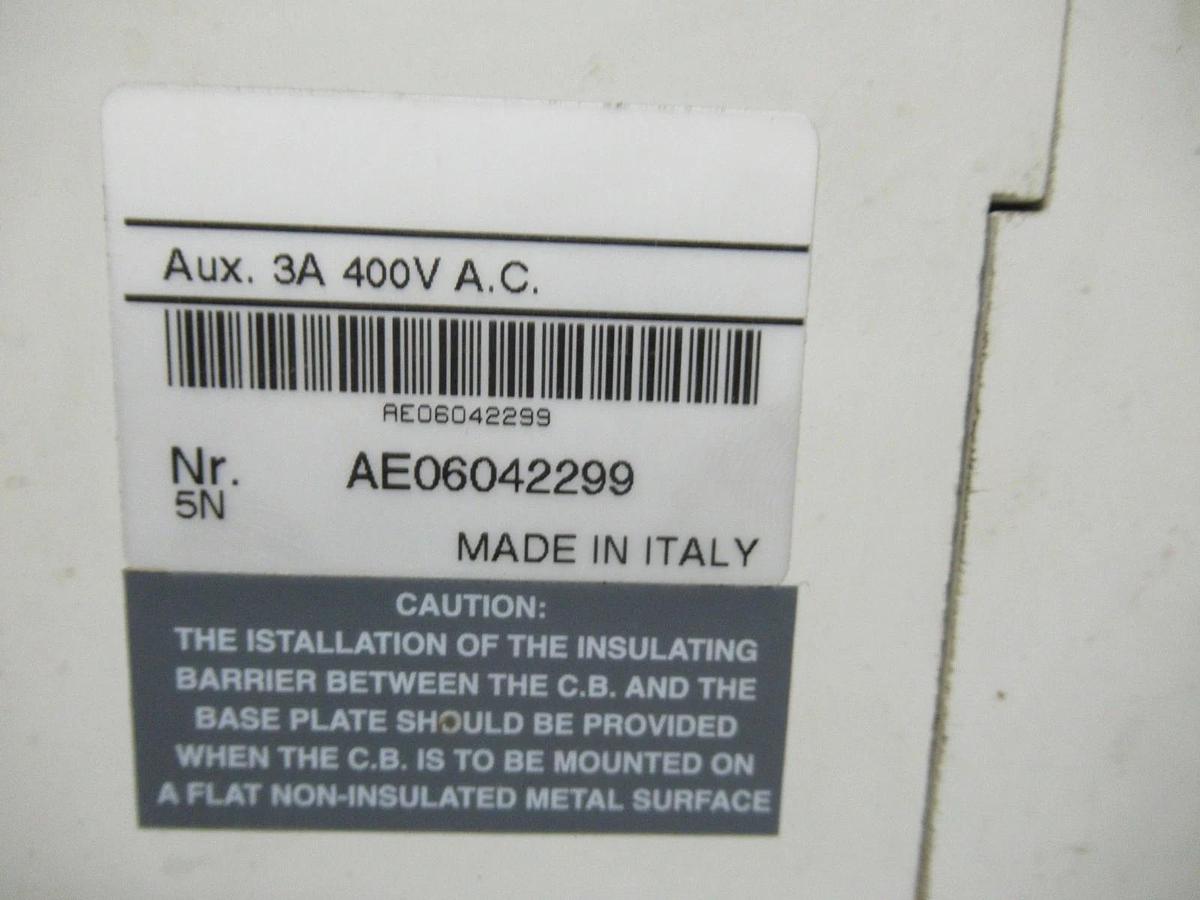 Aux. 3A 400V A.C.
AE06042299
Nr. AE06042299
5N
MADE IN ITALY
CAUTION:
THE ISTALLATION OF THE INSULATING
BARRIER BETWEEN THE C.B. AND THE
BASE PLATE SHOULD BE PROVIDED
WHEN THE C.B. IS TO BE MOUNTED ON
A FLAT NON-INSULATED METAL SURFACE